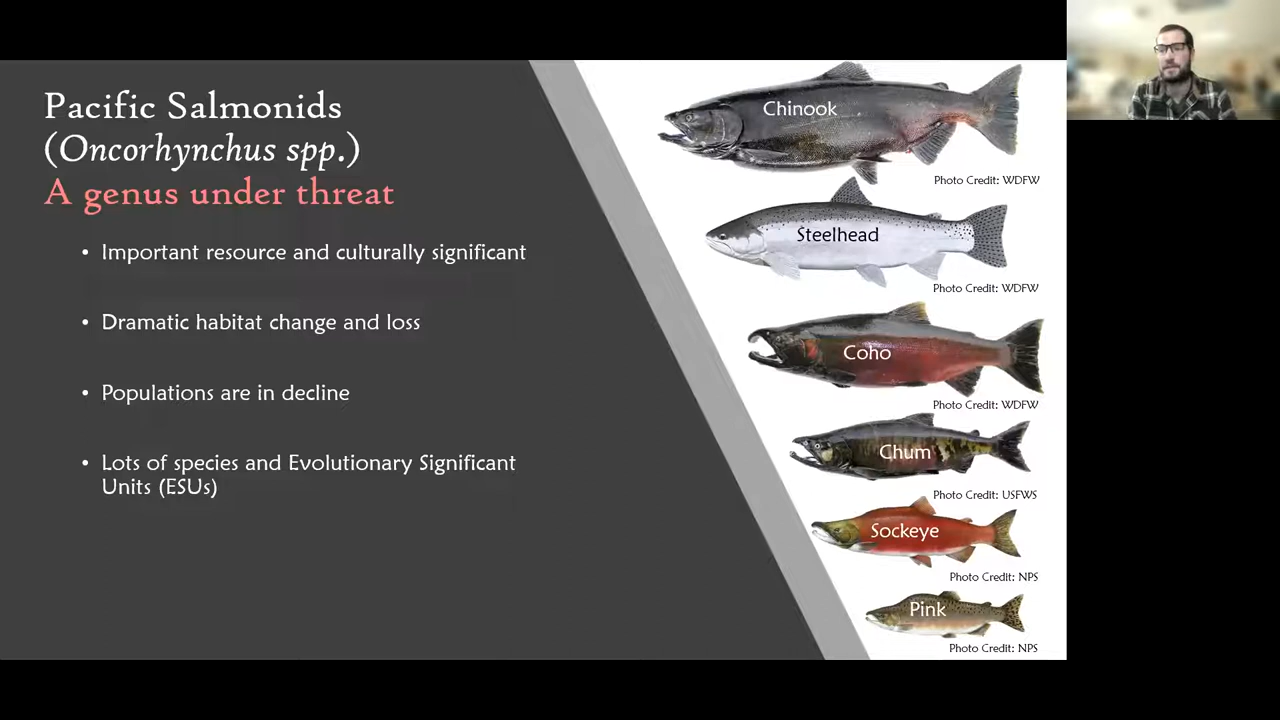 Pacific Salmonids
(Oncorhynchus spp.)
A genus under threat
• Important resource and culturally significant
• Dramatic habitat change and loss
• Populations are in decline
• Lots of species and Evolutionary Significant
Units (ESUs)
Chinook
Photo Credit: WDFW
Steelhead
Photo Credit: WDFW
Coho
Photo Credit: WDFW
Chum
Photo Credit: USFWS
Sockeye
Photo Credit: NPS
Pink
Photo Credit: NPS